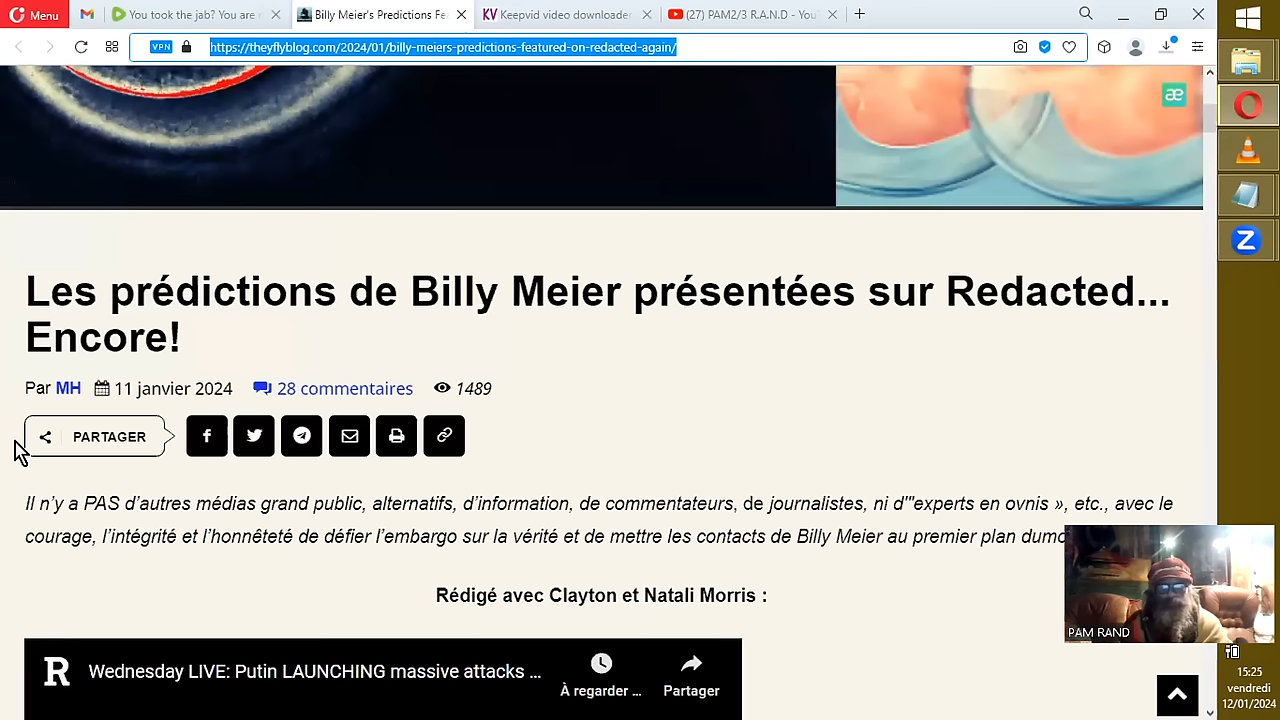 Menu
You took the jab? You are
Billy Meier's Predictions Fe
KV Keepvid video downloader
(27) PAM2/3 R.A.N.D - You
VPN
https://theyflyblog.com/2024/01/billy-meiers-predictions-featured-on-redacted-again/
æ
Les prédictions de Billy Meier présentées sur Redacted...
Encore!
Par MH 11 janvier 2024 28 commentaires 1489
PARTAGER
Il n'y a PAS d'autres médias grand public, alternatifs, d'information, de commentateurs, de journalistes, ni d'"experts en ovnis », etc., avec le
courage, l'intégrité et l'honnêteté de défier l'embargo sur la vérité et de mettre les contacts de Billy Meier au premier plan
Rédigé avec Clayton et Natali Morris :
R Wednesday LIVE: Putin LAUNCHING massive attacks ...
À regarder ... Partager
PAM RAND
15:25
vendredi
12/01/2024